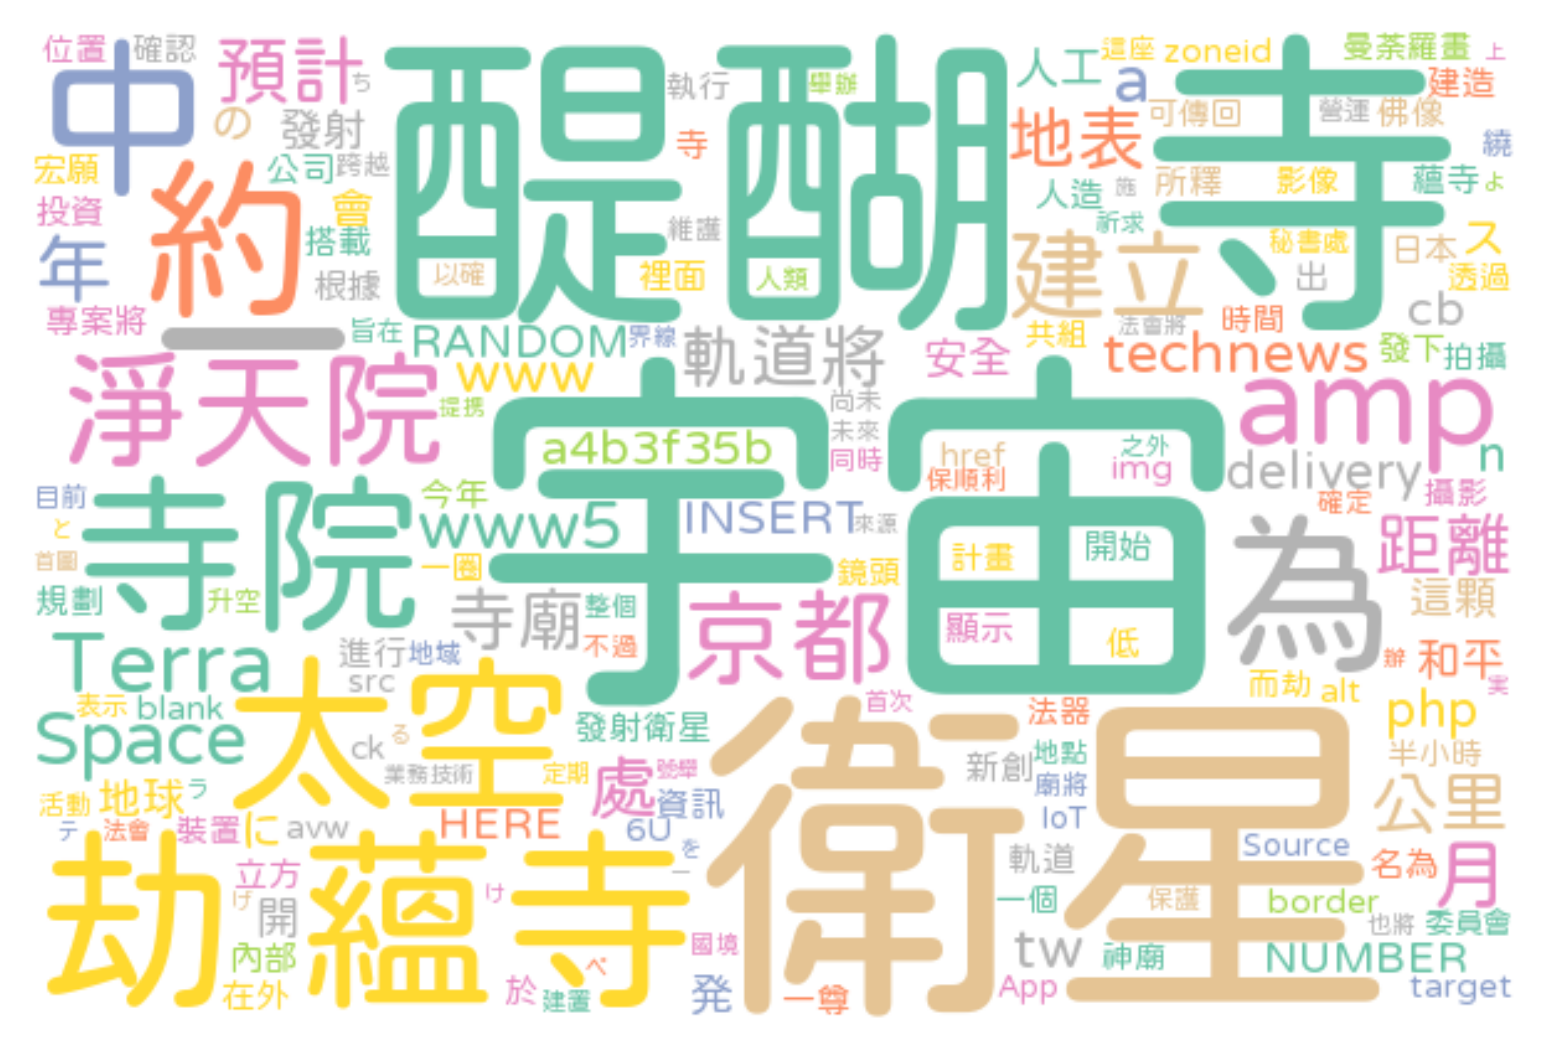 位置 確認 預計 ち 醍醐寺 執行 舉辦 人工 這座 zoneid 曼荼羅畫 上
中 の 發射 寺 a 地表 可傳回 營運 佛像 建造 繞
宏願 約 公司 跨越 人造 施 所釋 影像 蘊寺 よ
投資 會 搭載 維護 祈求 秘書處 日本 ス
年 根據 以確 裡面 人類 建立 出 透過
專案將 一 旨在 RANDOM 界線 軌道將 安全 共組 法會將 時間 cb
淨天院 www technews 發下 拍攝
提携 宇宙 尚未 amp
a4b3f35b 未來 同時 href 保順利 之外 img delivery n
目前 寺院 今年 www5 INSERT 來源 確定 攝影
と 首圖 一圈 鏡頭 計畫 開始 為 距離
規劃 升空 寺廟 整個 京都 顯示 低 這顆
Terra 進行 地域 不過 而劫 辦 和平 実
表示 blank src 太空 首次 法器 alt php
Space ck る 發射衛星 衛星 新創 地點 半小時
活動 地球 ラ 業務技術 定期 處 號舉 資訊 廟將 公里
テ 法會 裝置 に avw HERE 6U を IoT Source
劫蘊寺 立方 け 一 軌道 名為 月
げ 開 一個 保護 border 也將 委員會
內部 國境 tw 神廟 NUMBER
在外 於 建置 ペ 発 一尊 App target